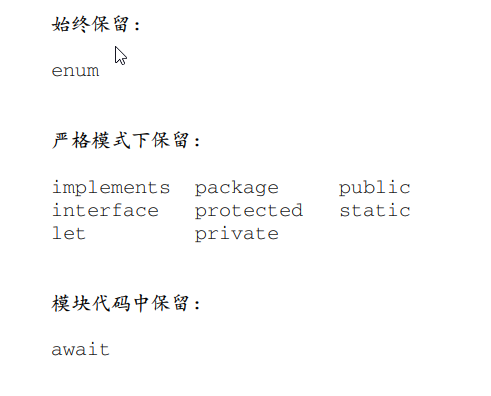 始终保留:
enum
严格模式下保留:
implements package public
interface protected static
let private
模块代码中保留:
await